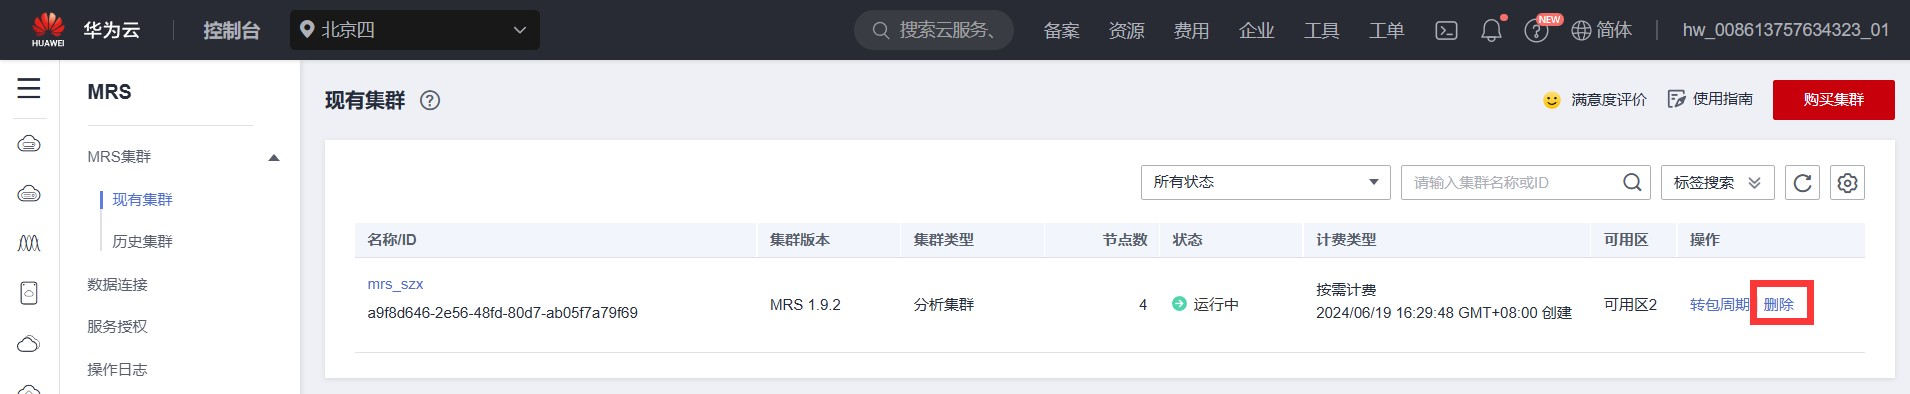 HUAWEI 华为云 控制台 北京四 搜索云服务、 备案 资源 费用 企业 工具 工单 NEW 简体 hw_008613757634323_01
MRS
现有集群
满意度评价 使用指南 购买集群
MRS集群
现有集群
历史集群
数据连接
服务授权
操作日志
所有状态 请输入集群名称或ID 标签搜索
名称/ID 集群版本 集群类型 节点数 状态 计费类型 可用区 操作
mrs_szx
a9f8d646-2e56-48fd-80d7-ab05f7a79f69
MRS 1.9.2 分析集群 4 运行中
按需计费
2024/06/19 16:29:48 GMT+08:00 创建
可用区2 转包周期 删除